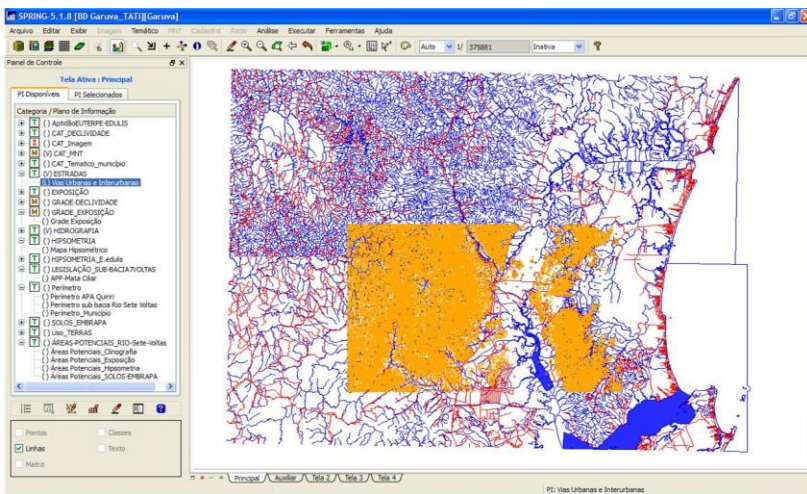 SPRING-5.1.8 [BD Garuva_TATI][Garuva]
Arquivo Editar Exibir Imagem Temático MNT Cadastral Rede Análise Executar Ferramentas Ajuda
Auto 1/ 375881 Inativa
Painel de Controle
Tela Ativa : Principal
PI Disponíveis PI Selecionados
Categoria / Plano de Informação
T ( ) AptidãoEUTERPE-EDULIS
T ( ) CAT_DECLIVIDADE
I ( ) CAT_Imagem
M (V) CAT_MNT
T ( ) CAT_Tematico_município
T (V) ESTRADAS
(L) Vias Urbanas e Interurbanas
T ( ) EXPOSIÇÃO
M ( ) GRADE-DECLIVIDADE
M ( ) GRADE_EXPOSIÇÃO
( ) Grade Exposição
T (V) HIDROGRAFIA
T ( ) HIPSOMETRIA
( ) Mapa Hipsométrico
T ( ) HIPSOMETRIA_E.edulis
T ( ) LEGISLAÇÃO_SUB-BACIA7VOLTAS
( ) APP-Mata Ciliar
T ( ) Perímetro
( ) Perímetro APA Quiriri
( ) Perímetro sub bacia Rio Sete Voltas
( ) Perímetro_Município
T ( ) SOLOS_EMBRAPA
T ( ) Uso_TERRAS
T ( ) ÁREAS-POTENCIAIS_RIO-Sete-Voltas
( ) Áreas Potenciais_Clinografia
( ) Áreas Potenciais_Exposição
( ) Áreas Potenciais_Hipsometria
( ) Áreas Potenciais_SOLOS-EMBRAPA
Pontos Classes
Linhas Texto
Matriz
Principal Auxiliar Tela 2 Tela 3 Tela 4
PI: Vias Urbanas e Interurbanas